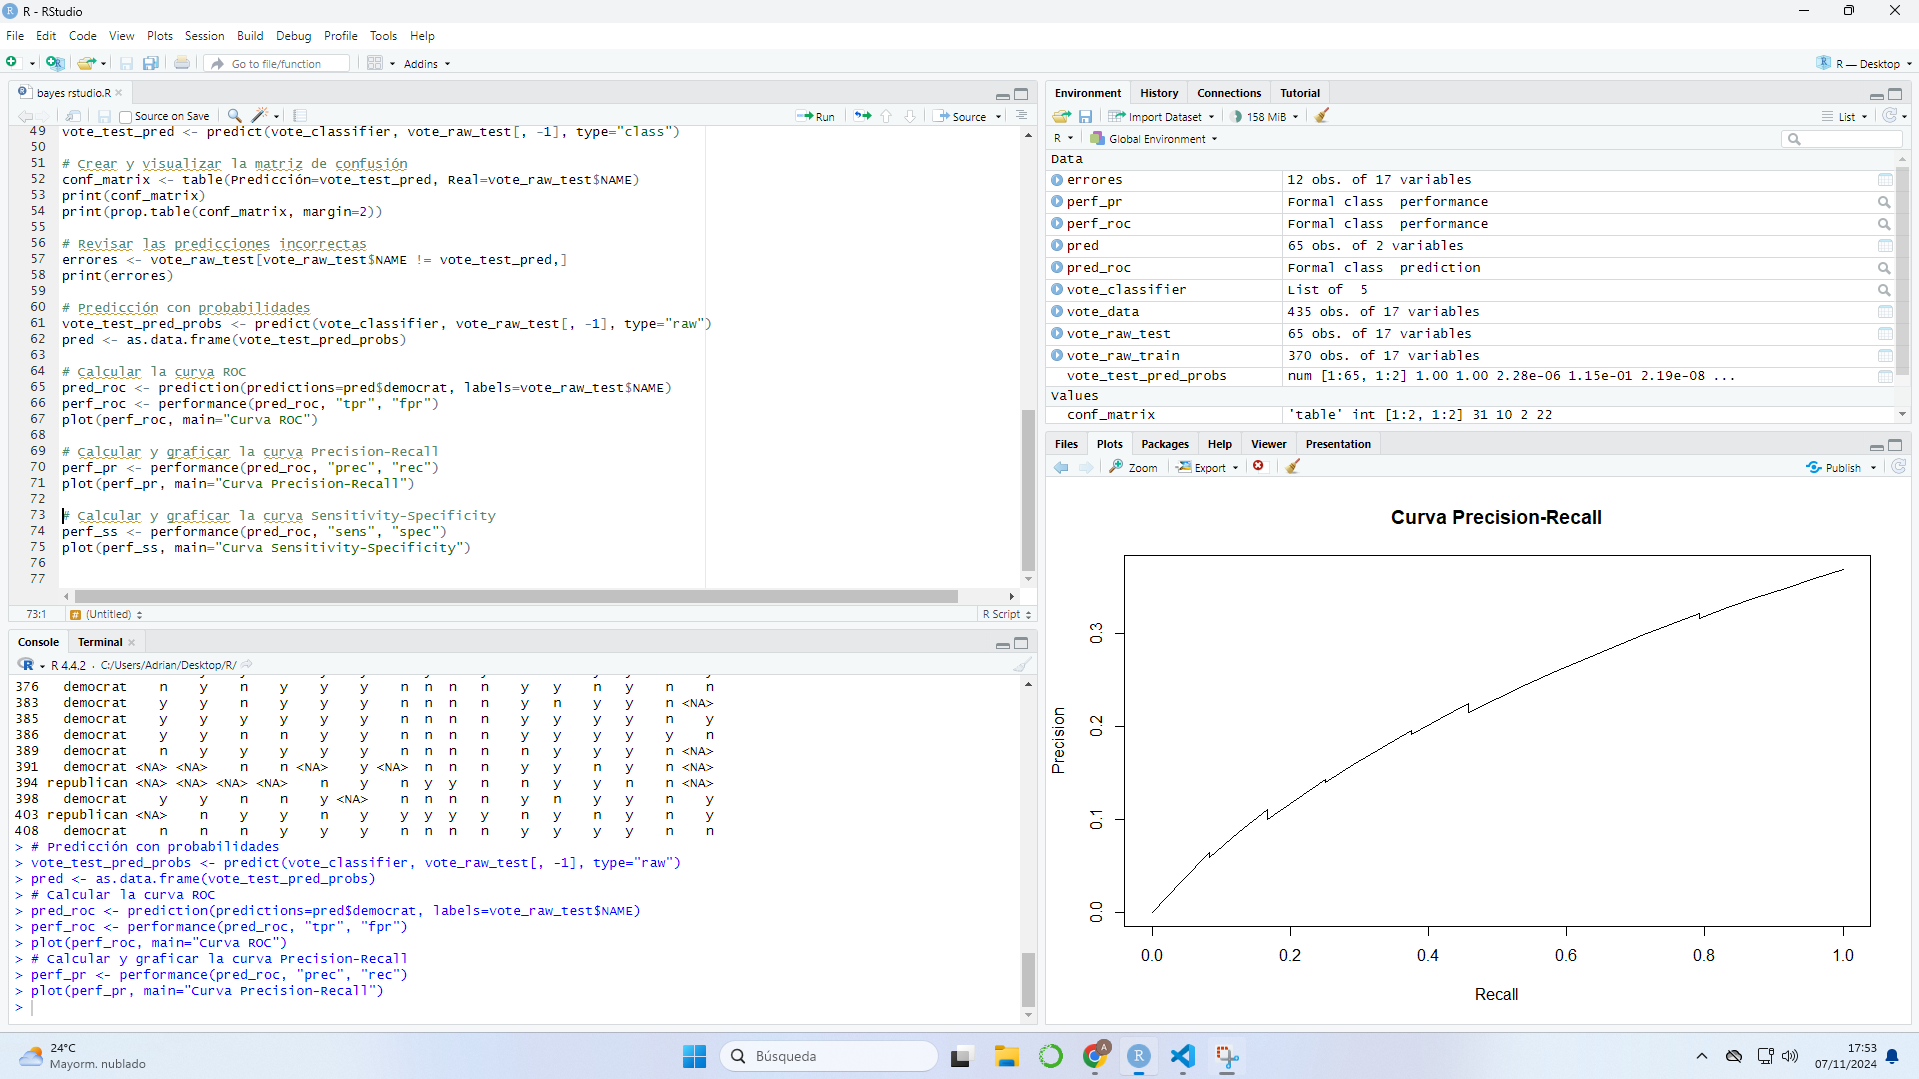 R - RStudio
File Edit Code View Plots Session Build Debug Profile Tools Help
Go to file/function Addins R — Desktop
bayes rstudio.R
Source on Save Run Source
49 vote_test_pred <- predict(vote_classifier, vote_raw_test[, -1], type="class")
50
51 # Crear y visualizar la matriz de confusión
52 conf_matrix <- table(Predicción=vote_test_pred, Real=vote_raw_test$NAME)
53 print(conf_matrix)
54 print(prop.table(conf_matrix, margin=2))
55
56 # Revisar las predicciones incorrectas
57 errores <- vote_raw_test[vote_raw_test$NAME != vote_test_pred,]
58 print(errores)
59
60 # Predicción con probabilidades
61 vote_test_pred_probs <- predict(vote_classifier, vote_raw_test[, -1], type="raw")
62 pred <- as.data.frame(vote_test_pred_probs)
63
64 # Calcular la curva ROC
65 pred_roc <- prediction(predictions=pred$democrat, labels=vote_raw_test$NAME)
66 perf_roc <- performance(pred_roc, "tpr", "fpr")
67 plot(perf_roc, main="Curva ROC")
68
69 # Calcular y graficar la curva Precision-Recall
70 perf_pr <- performance(pred_roc, "prec", "rec")
71 plot(perf_pr, main="Curva Precision-Recall")
72
73 # Calcular y graficar la curva Sensitivity-Specificity
74 perf_ss <- performance(pred_roc, "sens", "spec")
75 plot(perf_ss, main="Curva Sensitivity-Specificity")
76
77
73:1 # (Untitled) R Script
Console Terminal
R 4.4.2 · C:/Users/Adrian/Desktop/R/
376 democrat n y n y y y n n n n y y n y n n
383 democrat y y n y y y n n n n y n y y n <NA>
385 democrat y y y y y y n n n n y y y y n y
386 democrat y y n n y y n n n n y y y y y n
389 democrat n y y y y y n n n n n y y y n <NA>
391 democrat <NA> <NA> n n <NA> y <NA> n n n y y n y n <NA>
394 republican <NA> <NA> <NA> <NA> n y n y y n n y y n n <NA>
398 democrat y y n n y <NA> n n n n y n y y n y
403 republican <NA> n y y n y y y y y n y n y n y
408 democrat n n n y y y n n n n y y y y n n
> # Predicción con probabilidades
> vote_test_pred_probs <- predict(vote_classifier, vote_raw_test[, -1], type="raw")
> pred <- as.data.frame(vote_test_pred_probs)
> # Calcular la curva ROC
> pred_roc <- prediction(predictions=pred$democrat, labels=vote_raw_test$NAME)
> perf_roc <- performance(pred_roc, "tpr", "fpr")
> plot(perf_roc, main="Curva ROC")
> # Calcular y graficar la curva Precision-Recall
> perf_pr <- performance(pred_roc, "prec", "rec")
> plot(perf_pr, main="Curva Precision-Recall")
>
Environment History Connections Tutorial
Import Dataset 158 MiB List
R Global Environment
Data
errores 12 obs. of 17 variables
perf_pr Formal class performance
perf_roc Formal class performance
pred 65 obs. of 2 variables
pred_roc Formal class prediction
vote_classifier List of 5
vote_data 435 obs. of 17 variables
vote_raw_test 65 obs. of 17 variables
vote_raw_train 370 obs. of 17 variables
vote_test_pred_probs num [1:65, 1:2] 1.00 1.00 2.28e-06 1.15e-01 2.19e-08 ...
Values
conf_matrix 'table' int [1:2, 1:2] 31 10 2 22
Files Plots Packages Help Viewer Presentation
Zoom Export Publish
Curva Precision-Recall
Precision
0.3
0.2
0.1
0.0
0.0 0.2 0.4 0.6 0.8 1.0
Recall
24°C
Mayorm. nublado
Búsqueda
A
17:53
07/11/2024